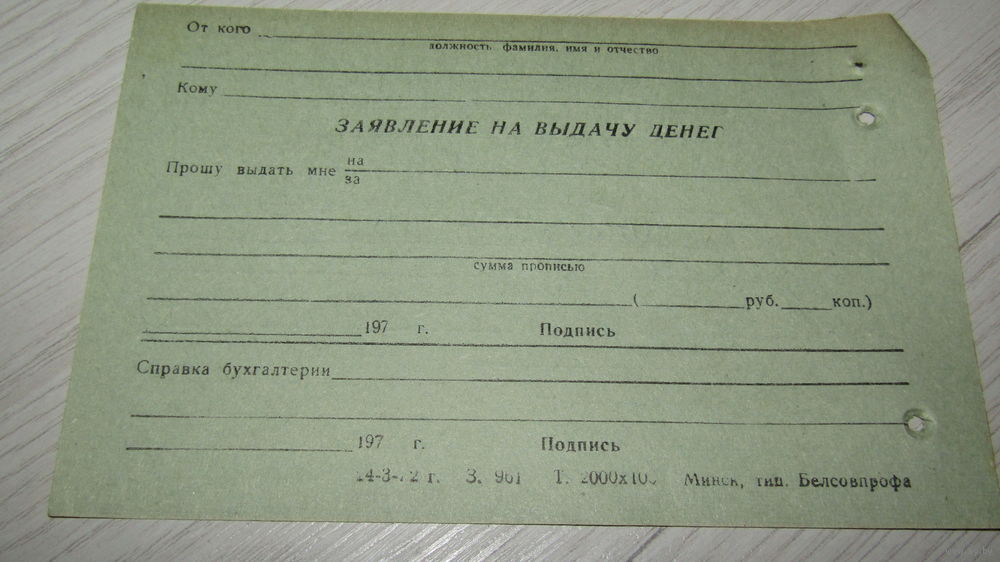 От кого
должность, фамилия, имя и отчество
Кому
ЗАЯВЛЕНИЕ НА ВЫДАЧУ ДЕНЕГ
Прошу выдать мне на
за
сумма прописью
( руб. коп.)
197 г. Подпись
Справка бухгалтерии
197 г. Подпись
г. З. 961 Т. Минск, тип. Белсовпрофа